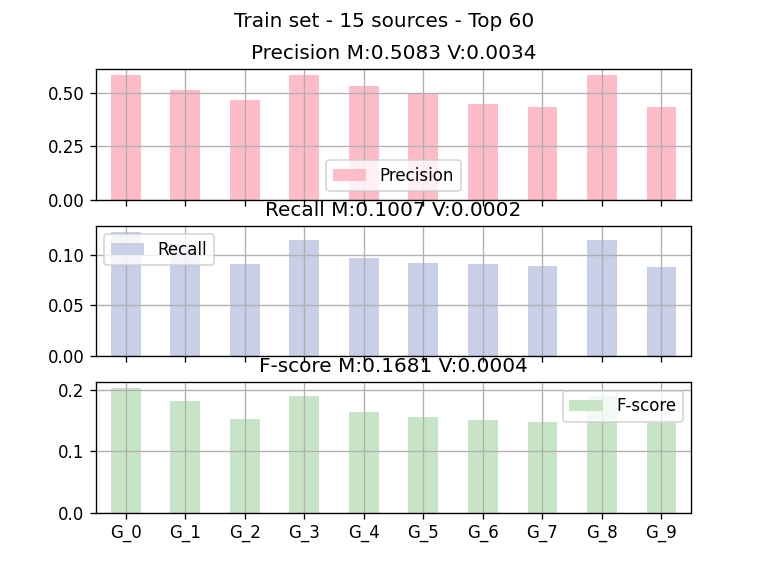 Train set - 15 sources - Top 60
Precision M:0.5083 V:0.0034
0.50
0.25
0.00
Precision
Recall M:0.1007 V:0.0002
0.10
0.05
0.00
Recall
F-score M:0.1681 V:0.0004
0.2
0.1
0.0
F-score
G_0 G_1 G_2 G_3 G_4 G_5 G_6 G_7 G_8 G_9